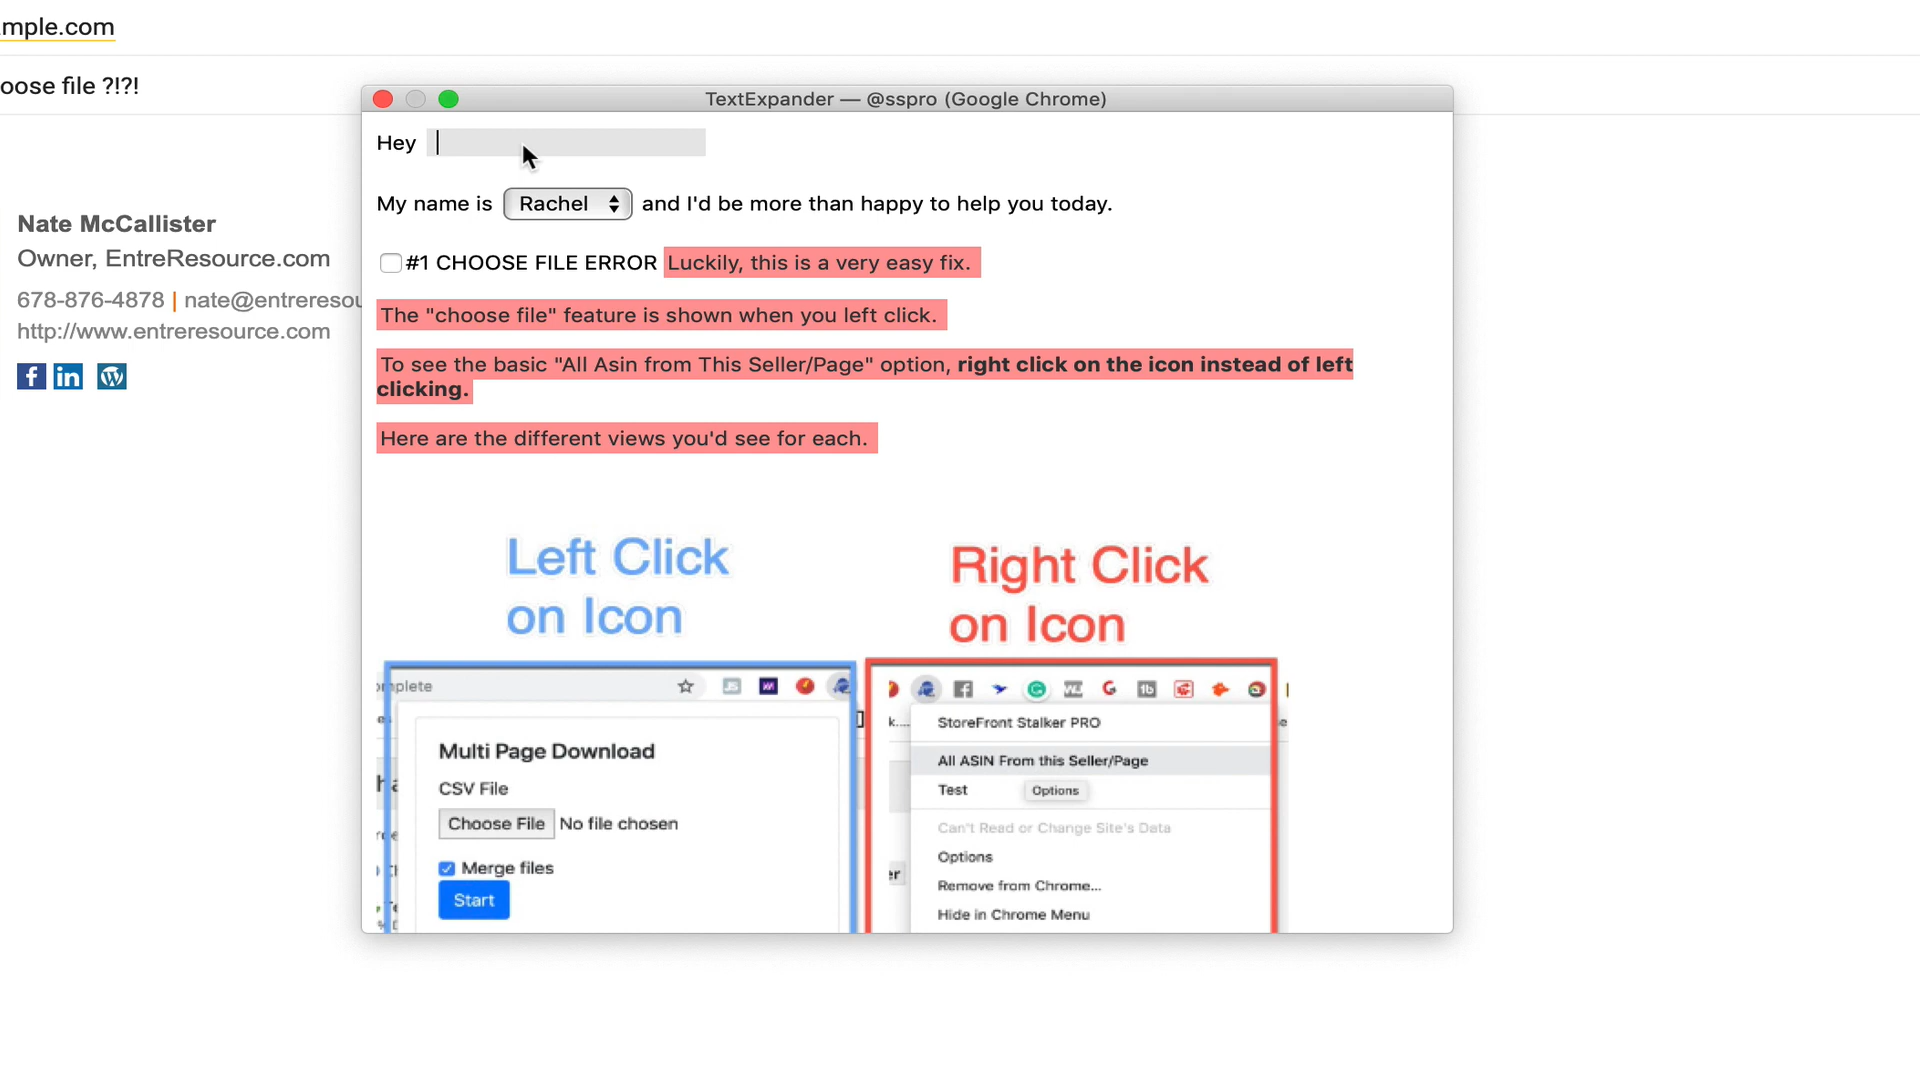 mple.com
oose file ?!?!
TextExpander — @sspro (Google Chrome)
Hey
My name is Rachel and I'd be more than happy to help you today.
Nate McCallister
Owner, EntreResource.com
678-876-4878 | nate@entreresou
http://www.entreresource.com
#1 CHOOSE FILE ERROR Luckily, this is a very easy fix.
The "choose file" feature is shown when you left click.
To see the basic "All Asin from This Seller/Page" option, right click on the icon instead of left
clicking.
Here are the different views you'd see for each.
Left Click
on Icon
Right Click
on Icon
mplete
Multi Page Download
CSV File
Choose File No file chosen
Merge files
Start
k....
StoreFront Stalker PRO
All ASIN From this Seller/Page
Test
Options
Can't Read or Change Site's Data
Options
er
Remove from Chrome...
Hide in Chrome Menu